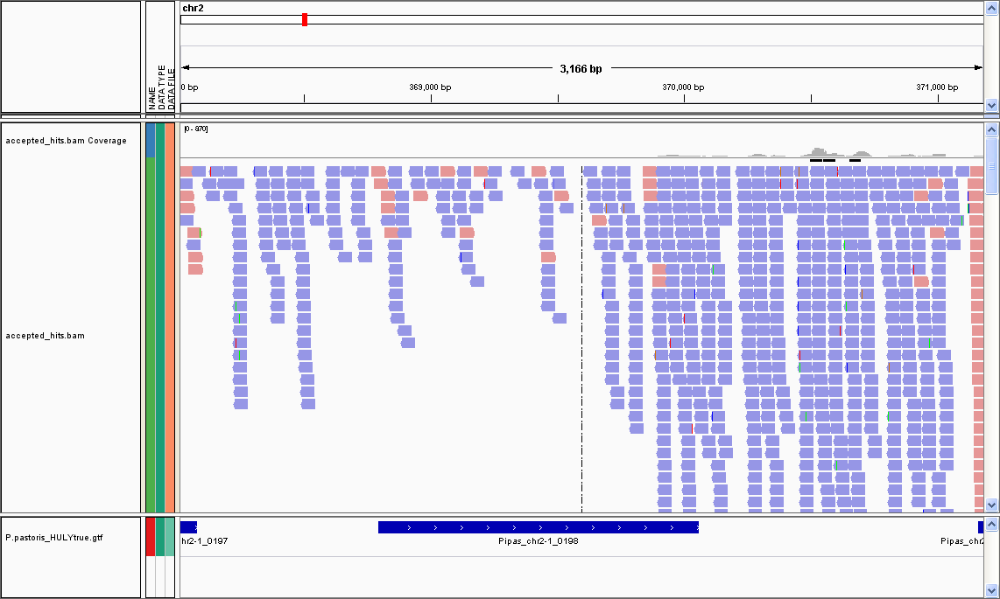 chr2
3,166 bp
0 bp
369,000 bp
370,000 bp
371,000 bp
NAME
DATA TYPE
DATA FILE
[0 - 870]
accepted_hits.bam Coverage
accepted_hits.bam
P.pastoris_HULYtrue.gtf
hr2-1_0197
Pipas_chr2-1_0198
Pipas_chr2